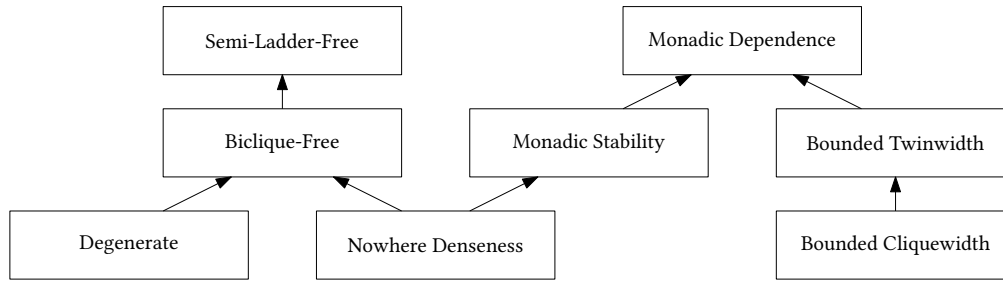 Semi-Ladder-Free
Monadic Dependence
Biclique-Free
Monadic Stability
Bounded Twinwidth
Degenerate
Nowhere Denseness
Bounded Cliquewidth